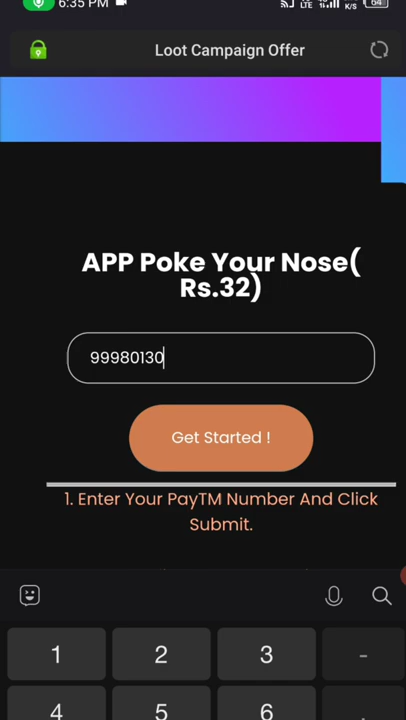 6:35 PM
LTE
K/S
64
Loot Campaign Offer
APP Poke Your Nose(
Rs.32)
99980130
Get Started !
1. Enter Your PayTM Number And Click
Submit.
1 2 3 -
4 5 6 .